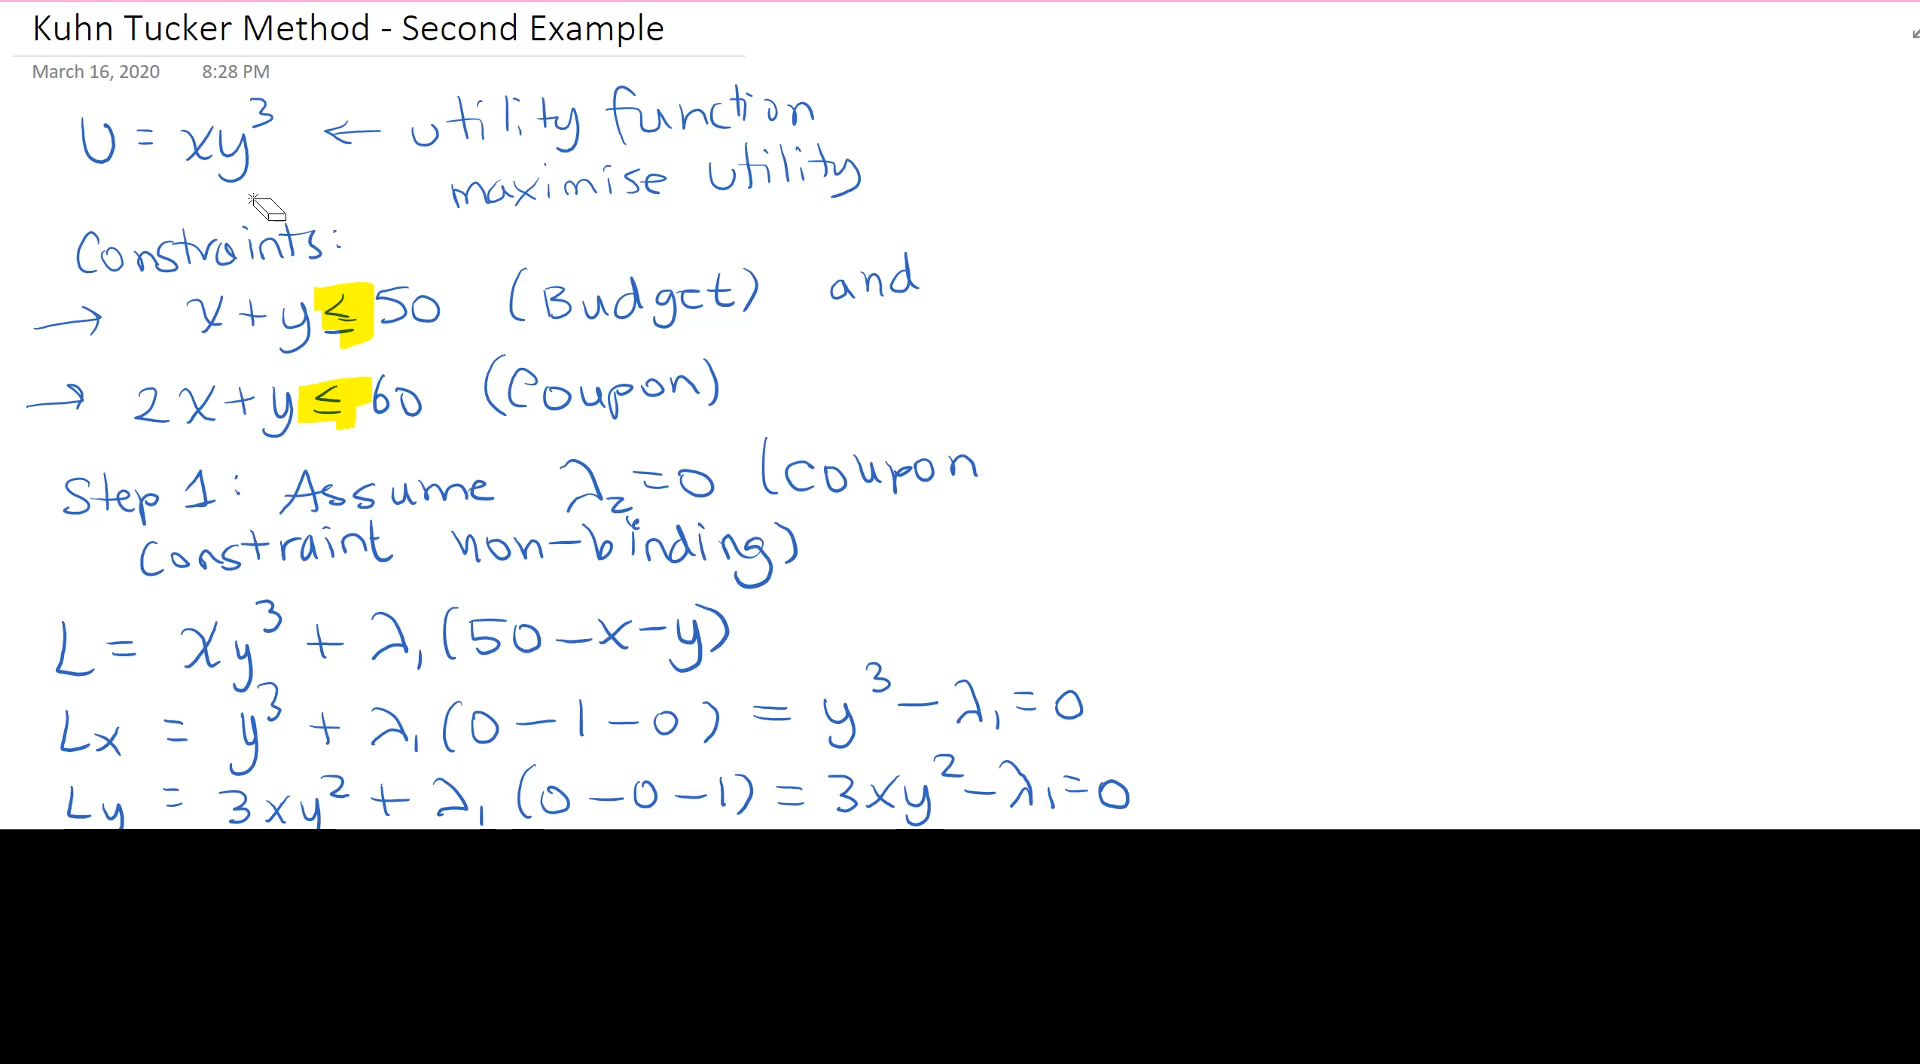 Kuhn Tucker Method - Second Example
March 16, 2020 8:28 PM
U = xy³ ← utility function
maximise utility
Constraints:
→ x + y ≤ 50 (Budget) and
→ 2x + y ≤ 60 (Coupon)
Step 1: Assume λ₂ = 0 (coupon
constraint non-binding)
L = xy³ + λ₁(50 - x - y)
Lx = y³ + λ₁(0 - 1 - 0) = y³ - λ₁ = 0
Ly = 3xy² + λ₁(0 - 0 - 1) = 3xy² - λ₁ = 0